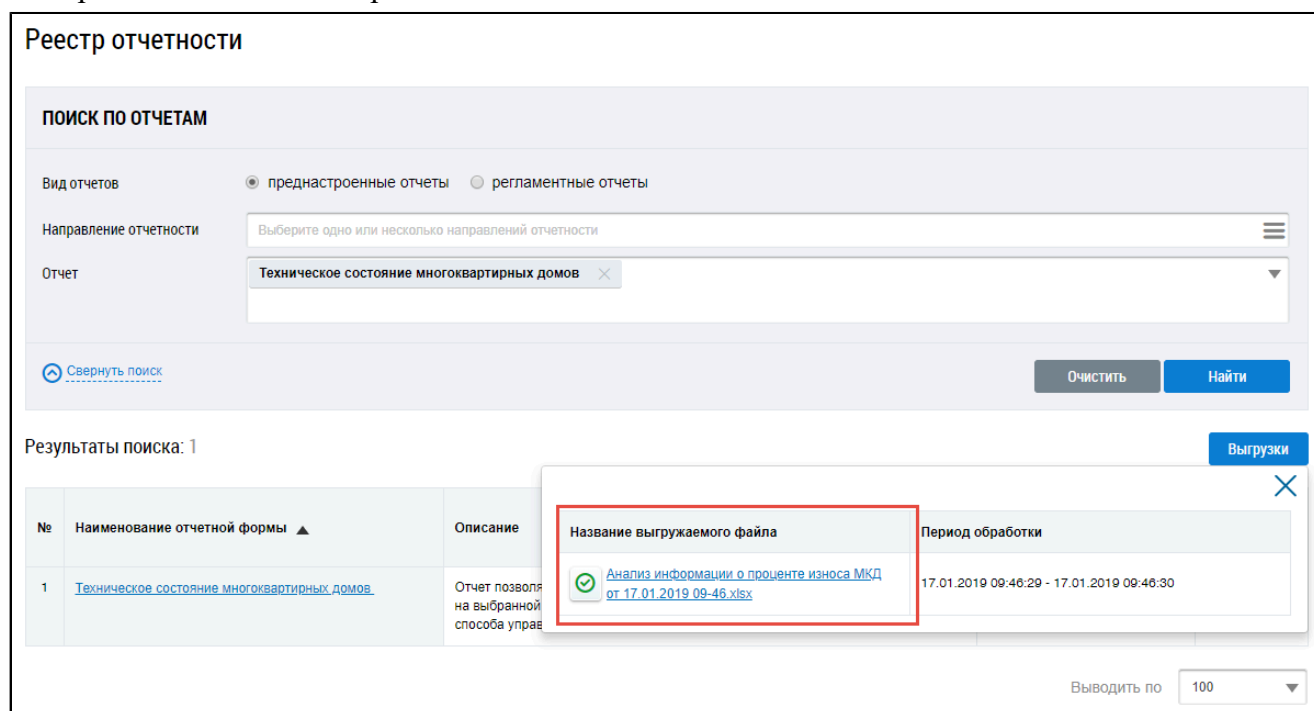 Реестр отчетности
ПОИСК ПО ОТЧЕТАМ
Вид отчетов преднастроенные отчеты регламентные отчеты
Направление отчетности Выберите одно или несколько направлений отчетности
Отчет Техническое состояние многоквартирных домов
Свернуть поиск Очистить Найти
Результаты поиска: 1 Выгрузки
№ Наименование отчетной формы Описание
1 Техническое состояние многоквартирных домов
Отчет
на выбранной
способа
Название выгружаемого файла Период обработки
Анализ информации о проценте износа МКД
от 17.01.2019 09-46.xlsx
17.01.2019 09:46:29 - 17.01.2019 09:46:30
Выводить по 100